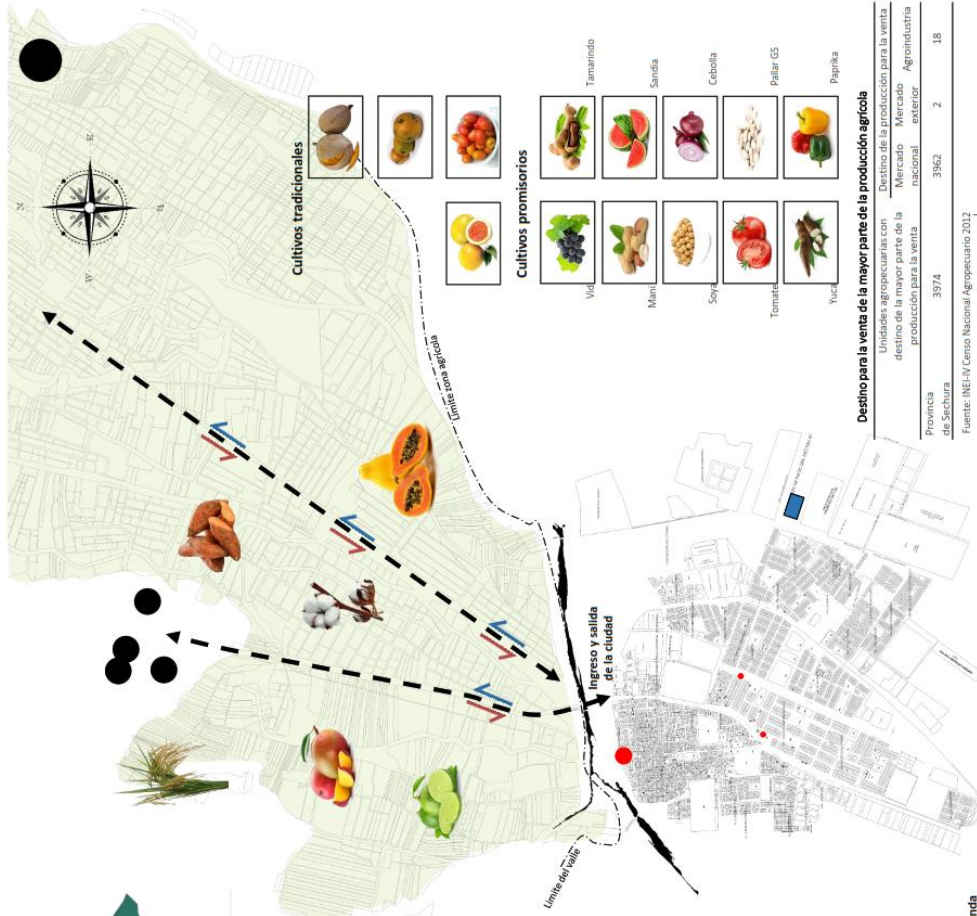 Cultivos tradicionales
Cultivos promisorios
Vid
Tamarindo
Maní
Sandía
Soya
Cebolla
Tomate
Pallar GS
Yuca
Paprika
Límite zona agrícola
Ingreso y salida
de la ciudad
Límite del valle
Destino para la venta de la mayor parte de la producción agrícola
Unidades agropecuarias con
destino de la mayor parte de la
producción para la venta
Destino de la producción para la venta
Mercado
nacional
Mercado
exterior
Agroindustria
Provincia
de Sechura
3974
3962
2
18
Fuente: INEI-IV Censo Nacional Agropecuario 2012
nda